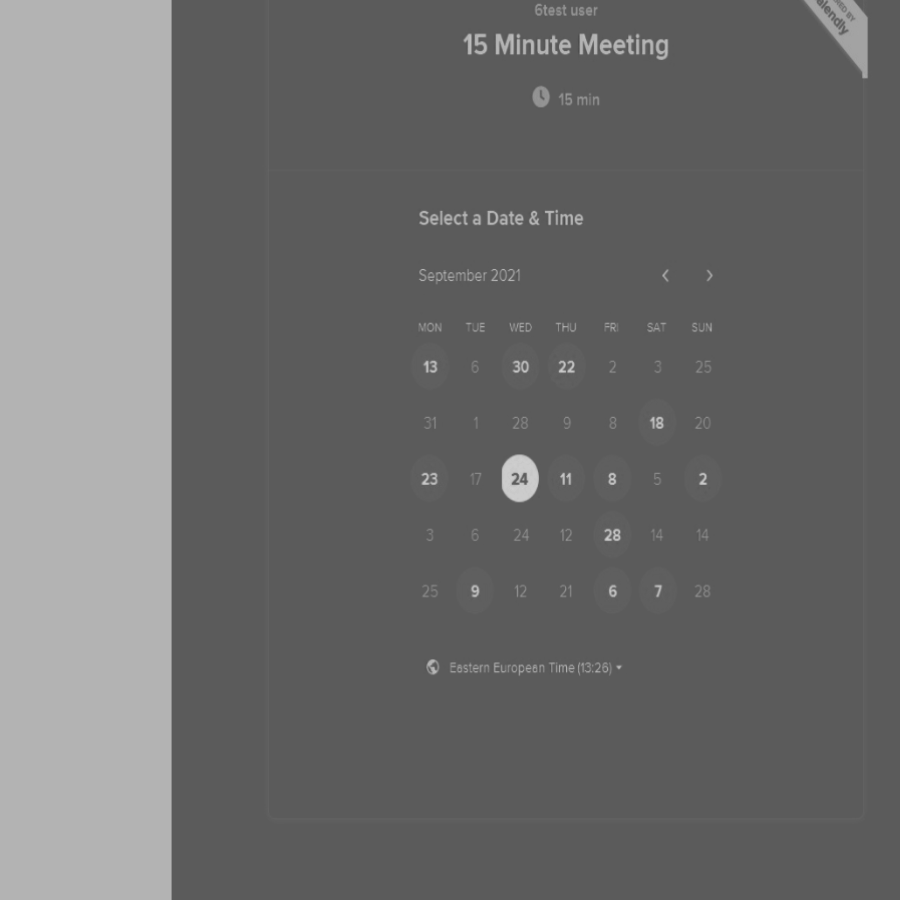 6test user
15 Minute Meeting
15 min
Select a Date & Time
September 2021
MON TUE WED THU FRI SAT SUN
13 6 30 22 2 3 25
31 1 28 9 8 18 20
23 17 24 11 8 5 2
3 6 24 12 28 14 14
25 9 12 21 6 7 28
Eastern European Time (13:26)